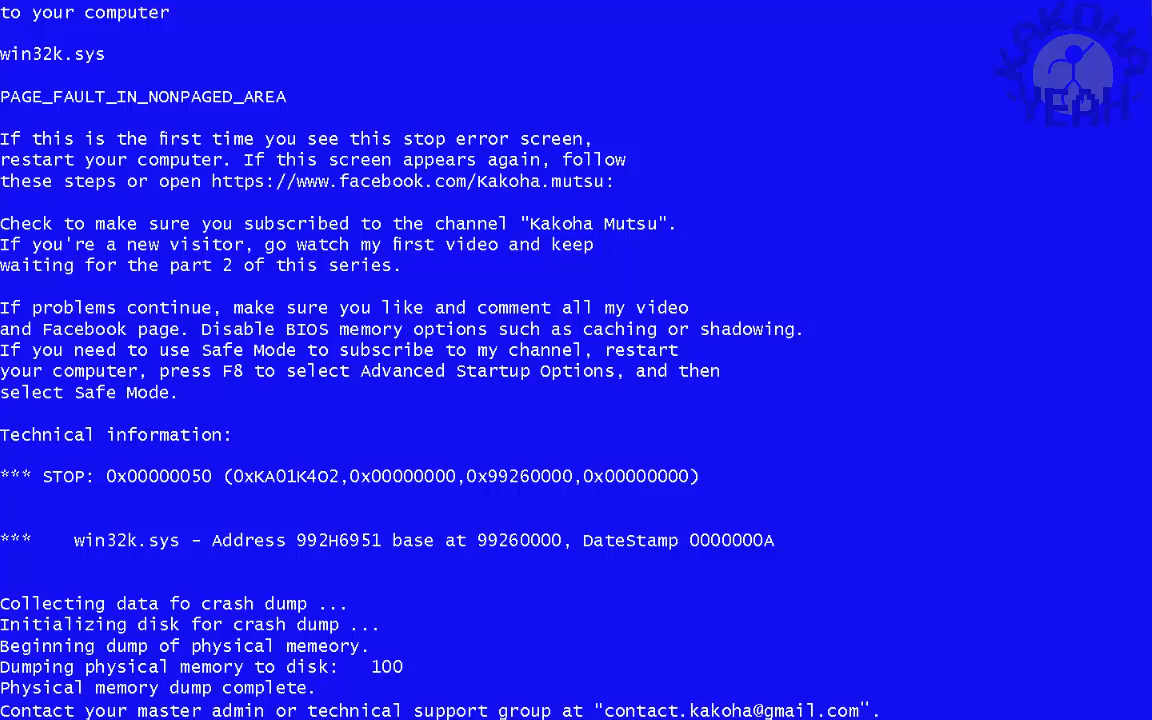 to your computer
KAKOHA
YEAH
win32k.sys
PAGE_FAULT_IN_NONPAGED_AREA
If this is the first time you see this stop error screen,
restart your computer. If this screen appears again, follow
these steps or open https://www.facebook.com/Kakoha.mutsu:
Check to make sure you subscribed to the channel "Kakoha Mutsu".
If you're a new visitor, go watch my first video and keep
waiting for the part 2 of this series.
If problems continue, make sure you like and comment all my video
and Facebook page. Disable BIOS memory options such as caching or shadowing.
If you need to use Safe Mode to subscribe to my channel, restart
your computer, press F8 to select Advanced Startup Options, and then
select Safe Mode.
Technical information:
*** STOP: 0x00000050 (0xKA01K4O2,0x00000000,0x99260000,0x00000000)
*** win32k.sys - Address 992H6951 base at 99260000, DateStamp 0000000A
Collecting data fo crash dump ...
Initializing disk for crash dump ...
Beginning dump of physical memeory.
Dumping physical memory to disk: 100
Physical memory dump complete.
Contact your master admin or technical support group at "contact.kakoha@gmail.com".